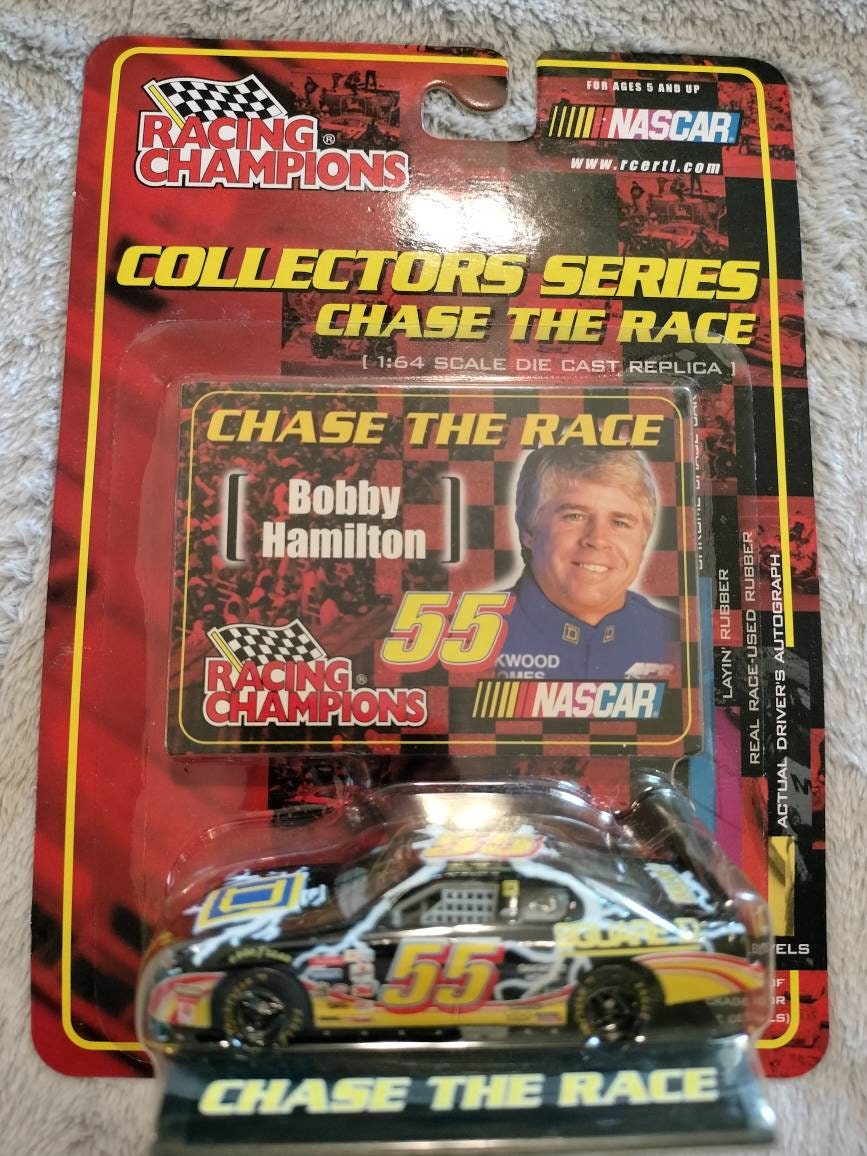 RACING®
CHAMPIONS
FOR AGES 5 AND UP
NASCAR
www.rcertl.com
COLLECTORS SERIES
CHASE THE RACE
[ 1:64 SCALE DIE CAST REPLICA ]
CHASE THE RACE
[ Bobby
Hamilton ]
55
KWOOD
OMES
RACING®
CHAMPIONS
NASCAR
LAYIN' RUBBER
REAL RACE-USED RUBBER
ACTUAL DRIVER'S AUTOGRAPH
55
SQUARE D
55
CHASE THE RACE